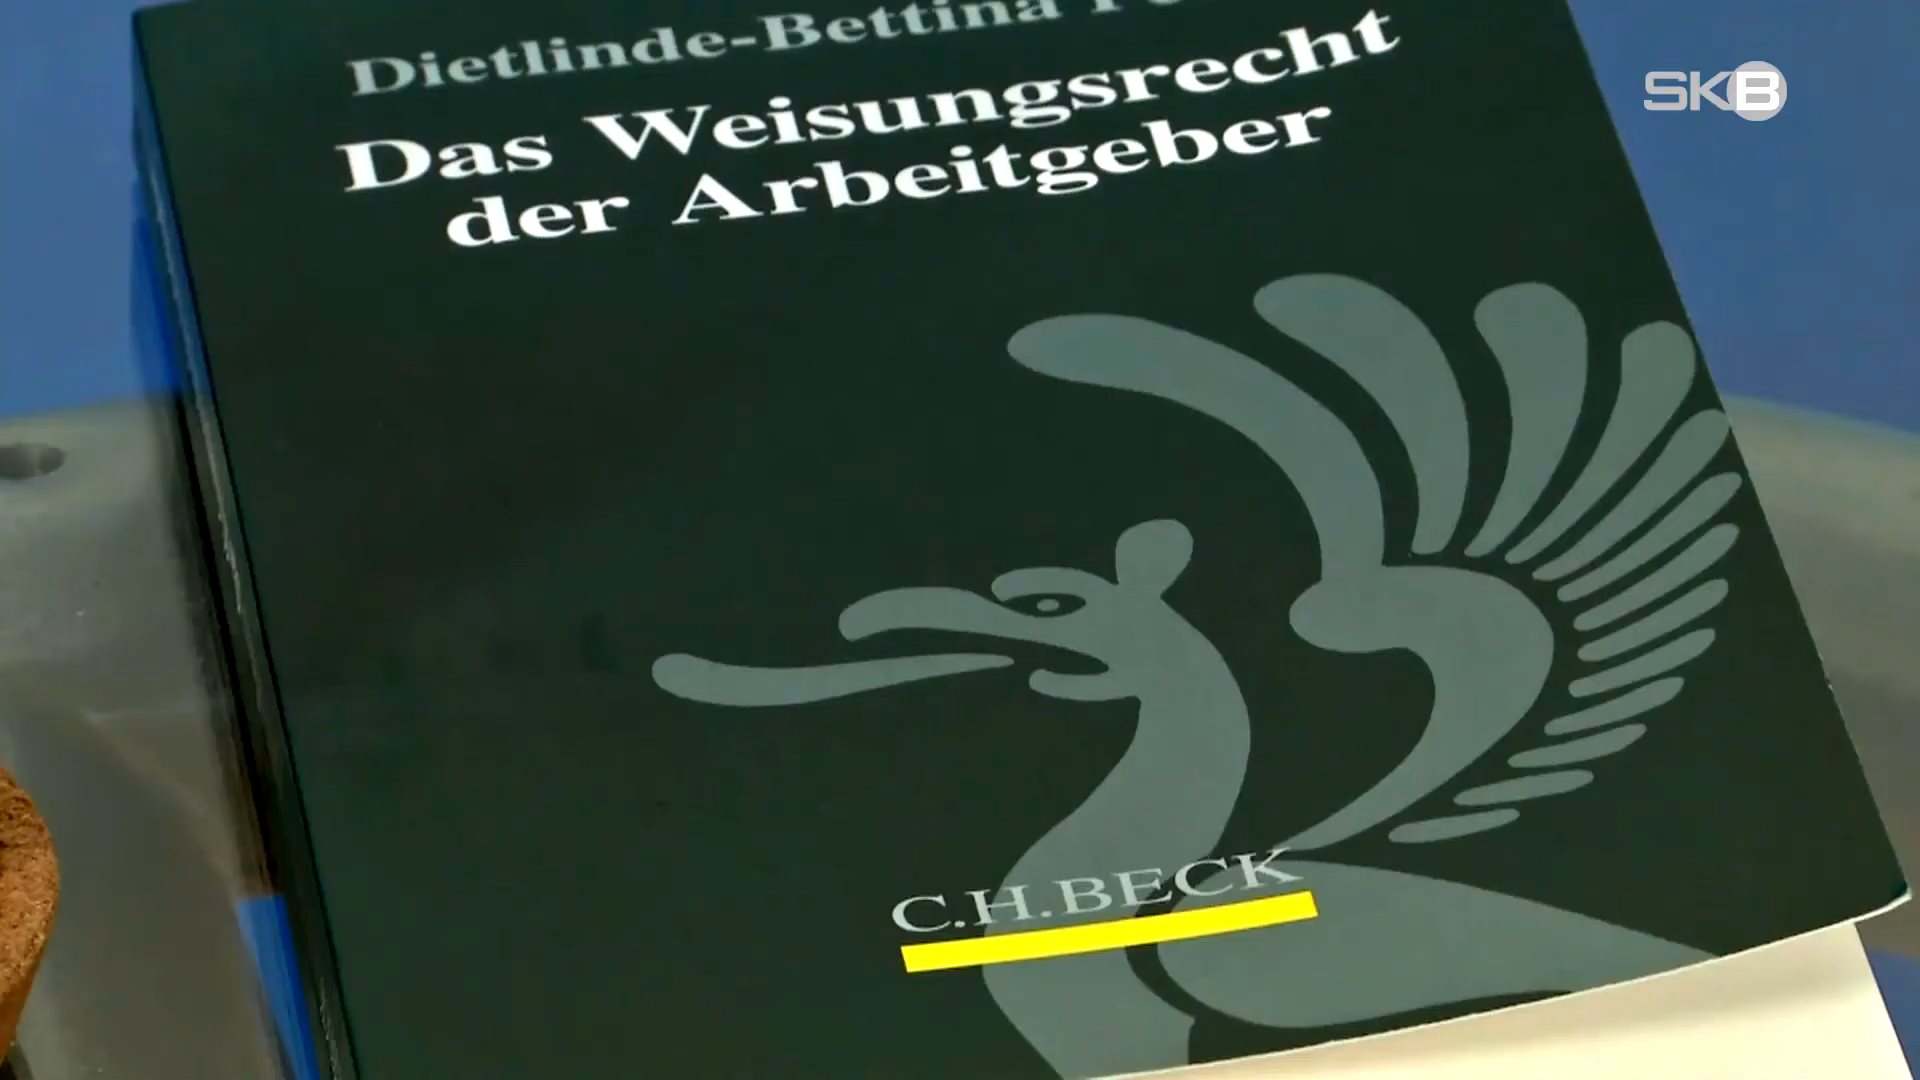 Dietlinde-Bettina
Das Weisungsrecht
der Arbeitgeber
C.H.BECK
SKB